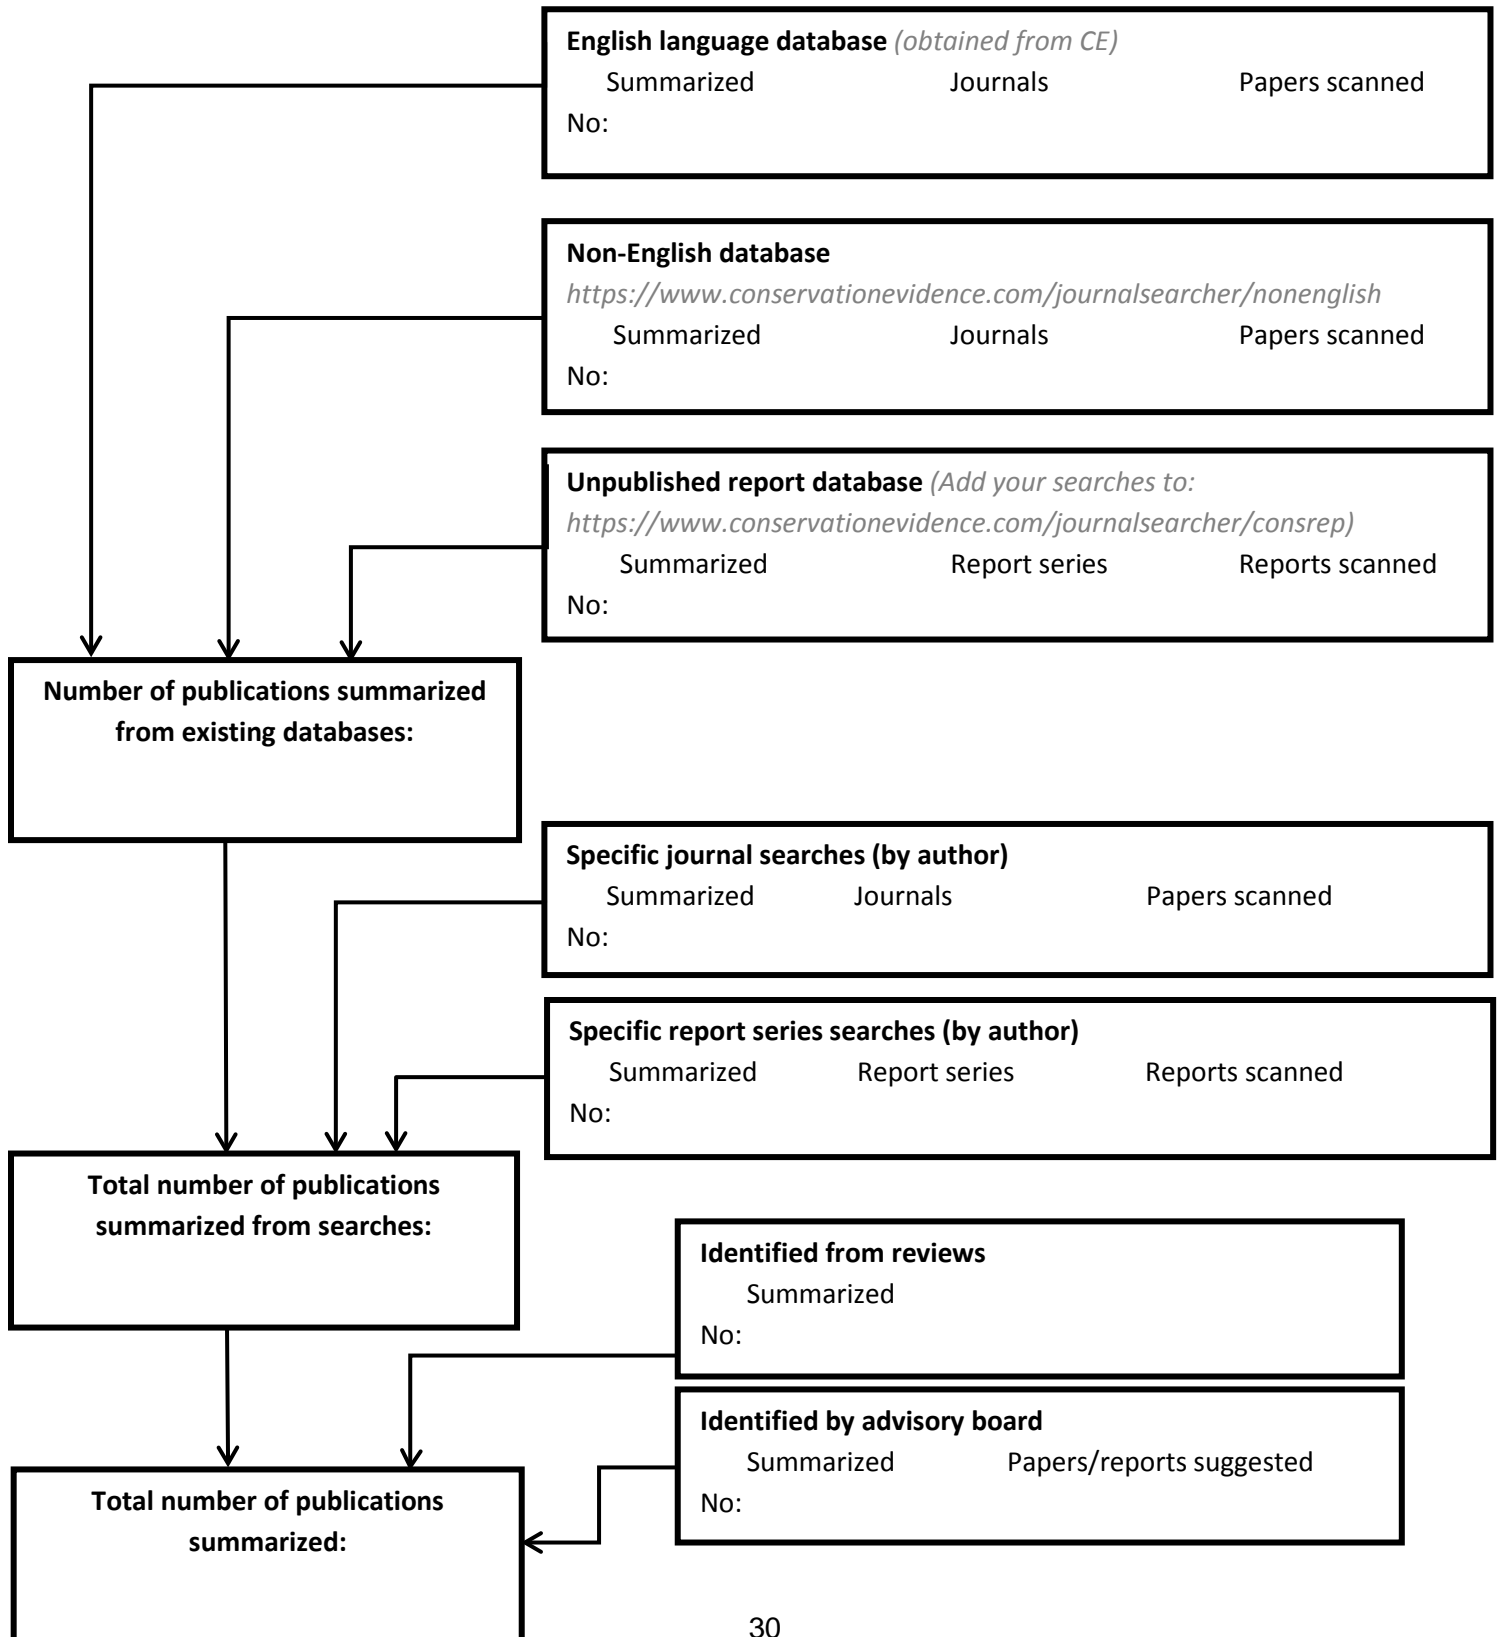 English language database (obtained from CE)
Summarized Journals Papers scanned
No:
Non-English database
https://www.conservationevidence.com/journalsearcher/nonenglish
Summarized Journals Papers scanned
No:
Unpublished report database (Add your searches to:
https://www.conservationevidence.com/journalsearcher/consrep)
Summarized Report series Reports scanned
No:
Number of publications summarized
from existing databases:
Specific journal searches (by author)
Summarized Journals Papers scanned
No:
Specific report series searches (by author)
Summarized Report series Reports scanned
No:
Total number of publications
summarized from searches:
Identified from reviews
Summarized
No:
Identified by advisory board
Summarized Papers/reports suggested
No:
Total number of publications
summarized:
30